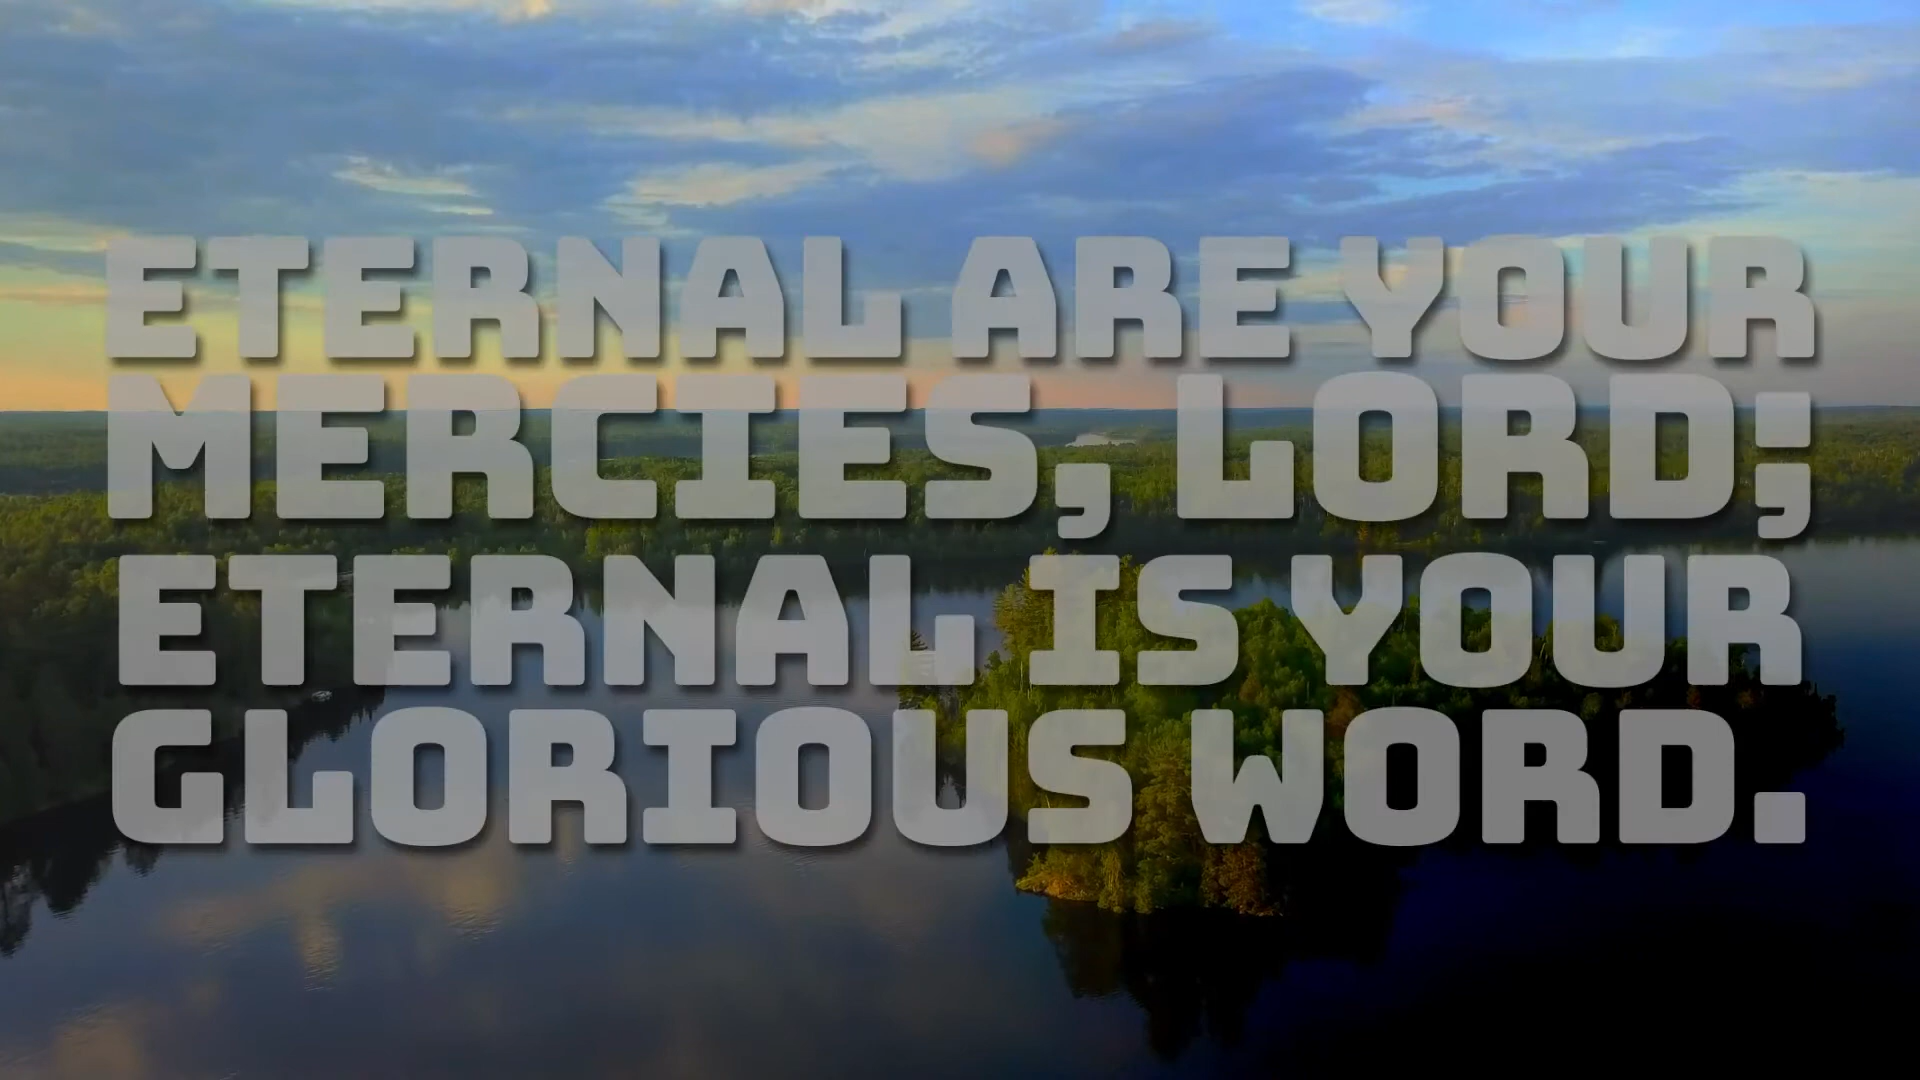 ETERNAL ARE YOUR
MERCIES, LORD;
ETERNAL IS YOUR
GLORIOUS WORD.